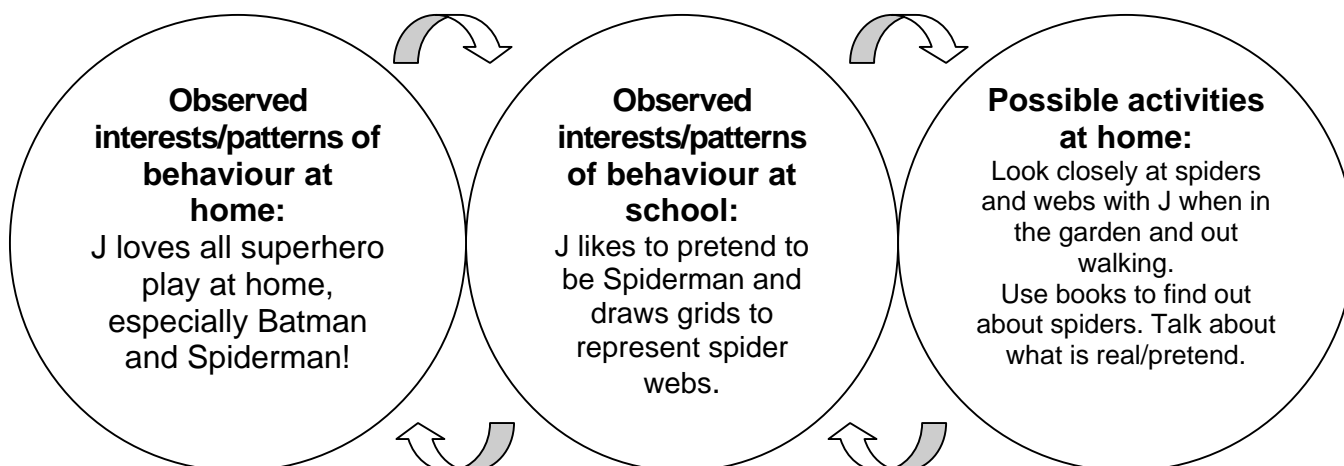 Observed
interests/patterns of
behaviour at
home:
J loves all superhero
play at home,
especially Batman
and Spiderman!
Observed
interests/patterns
of behaviour at
school:
J likes to pretend to
be Spiderman and
draws grids to
represent spider
webs.
Possible activities
at home:
Look closely at spiders
and webs with J when in
the garden and out
walking.
Use books to find out
about spiders. Talk about
what is real/pretend.